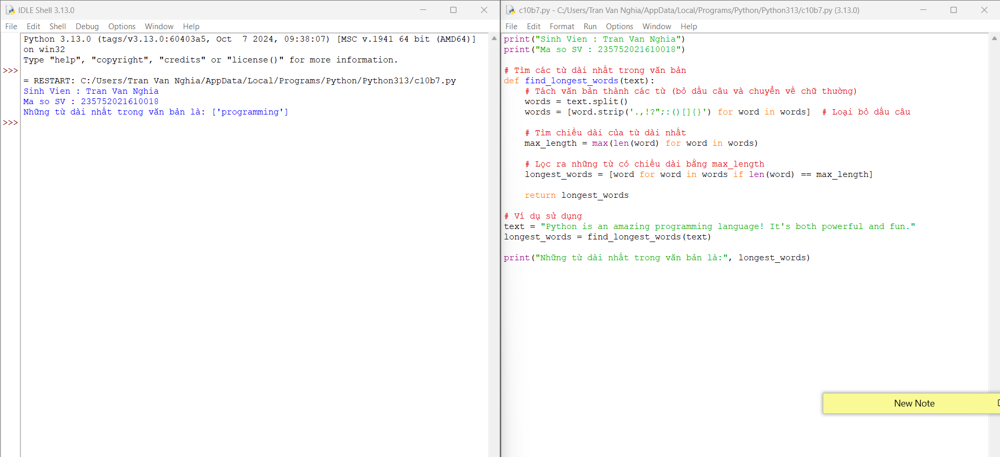 IDLE Shell 3.13.0
File Edit Shell Debug Options Window Help
Python 3.13.0 (tags/v3.13.0:60403a5, Oct  7 2024, 09:38:07) [MSC v.1941 64 bit (AMD64)]
on win32
Type "help", "copyright", "credits" or "license()" for more information.
>>>
= RESTART: C:/Users/Tran Van Nghia/AppData/Local/Programs/Python/Python313/c10b7.py
Sinh Vien : Tran Van Nghia
Ma so SV : 235752021610018
Những từ dài nhất trong văn bản là: ['programming']
>>>
c10b7.py - C:/Users/Tran Van Nghia/AppData/Local/Programs/Python/Python313/c10b7.py (3.13.0)
File Edit Format Run Options Window Help
print("Sinh Vien : Tran Van Nghia")
print("Ma so SV : 235752021610018")
# Tìm các từ dài nhất trong văn bản
def find_longest_words(text):
    # Tách văn bản thành các từ (bỏ dấu câu và chuyển về chữ thường)
    words = text.split()
    words = [word.strip('.,!?";:()[]{}') for word in words]  # Loại bỏ dấu câu
    # Tìm chiều dài của từ dài nhất
    max_length = max(len(word) for word in words)
    # Lọc ra những từ có chiều dài bằng max_length
    longest_words = [word for word in words if len(word) == max_length]
    return longest_words
# Ví dụ sử dụng
text = "Python is an amazing programming language! It's both powerful and fun."
longest_words = find_longest_words(text)
print("Những từ dài nhất trong văn bản là:", longest_words)
New Note